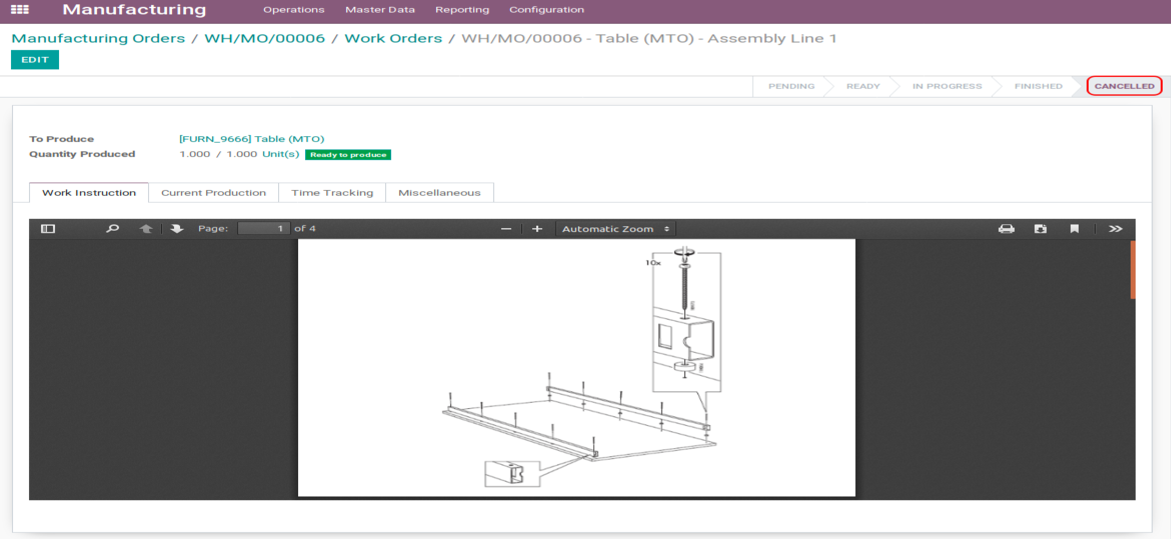 Manufacturing Operations Master Data Reporting Configuration
Manufacturing Orders / WH/MO/00006 / Work Orders / WH/MO/00006 - Table (MTO) - Assembly Line 1
EDIT
PENDING READY IN PROGRESS FINISHED CANCELLED
To Produce [FURN_9666] Table (MTO)
Quantity Produced 1.000 / 1.000 Unit(s) Ready to produce
Work Instruction Current Production Time Tracking Miscellaneous
Page: 1 of 4 Automatic Zoom
10x